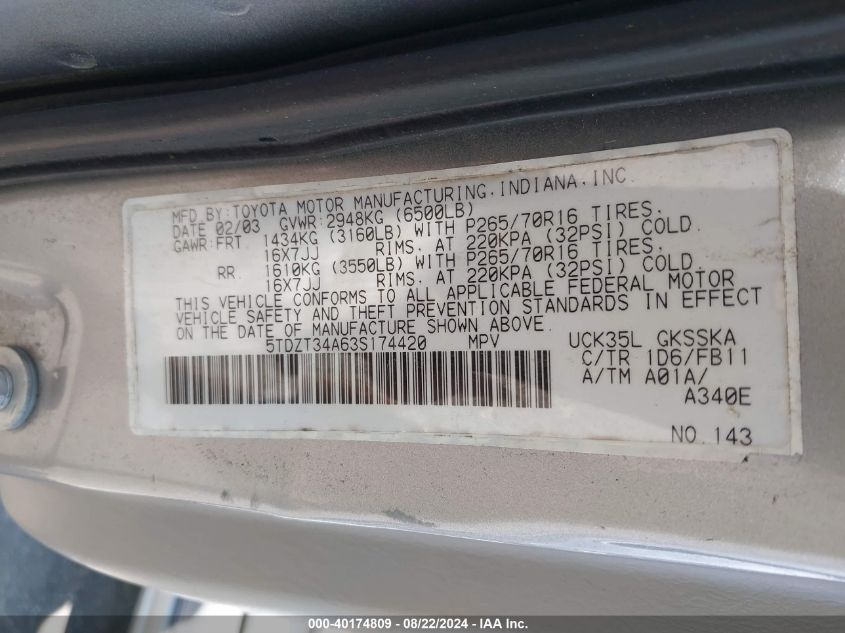 MFD.BY:TOYOTA MOTOR MANUFACTURING,INDIANA,INC.
DATE 02/03 GVWR:2948KG (6500LB)
GAWR:FRT 1434KG (3160LB) WITH P265/70R16 TIRES,
16X7JJ RIMS, AT 220KPA (32PSI) COLD.
RR. 1610KG (3550LB) WITH P265/70R16 TIRES,
16X7JJ RIMS, AT 220KPA (32PSI) COLD.
THIS VEHICLE CONFORMS TO ALL APPLICABLE FEDERAL MOTOR
VEHICLE SAFETY AND THEFT PREVENTION STANDARDS IN EFFECT
ON THE DATE OF MANUFACTURE SHOWN ABOVE.
5TDZT34A63S174420 MPV UCK35L GKSSKA
C/TR 1D6/FB11
A/TM A01A/
A340E
NO.143
000-40174809 - 08/22/2024 - IAA Inc.